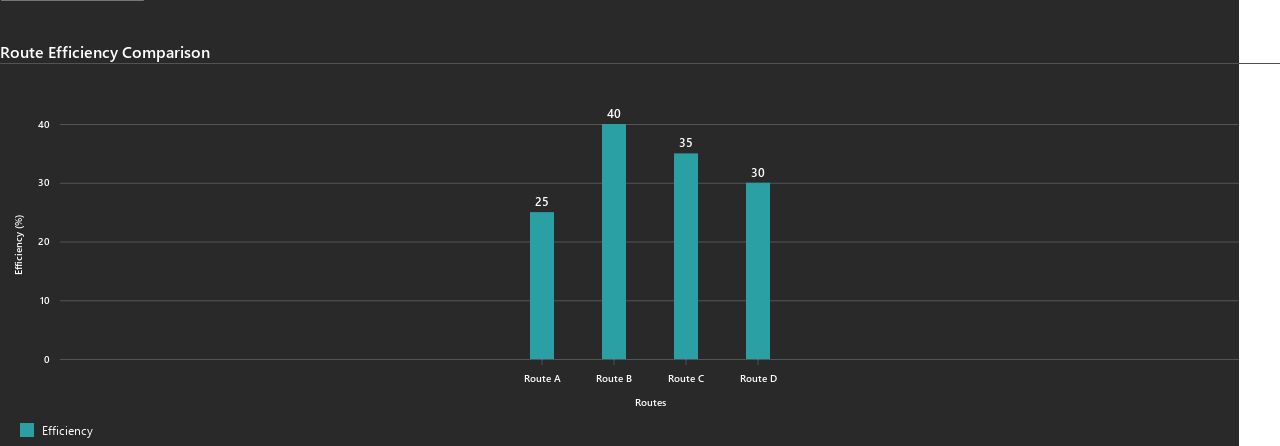 Route Efficiency Comparison
40
30
20
10
0
Efficiency (%)
25
40
35
30
Route A
Route B
Route C
Route D
Routes
Efficiency